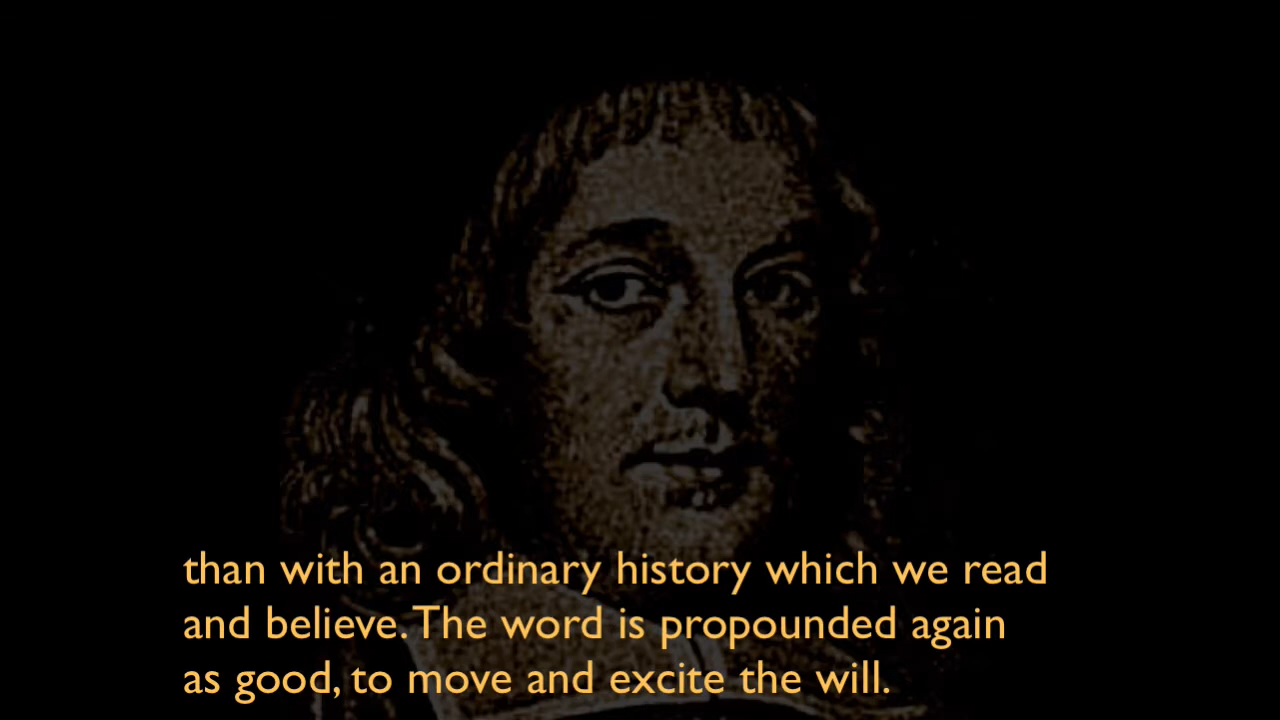 than with an ordinary history which we read
and believe. The word is propounded again
as good, to move and excite the will.